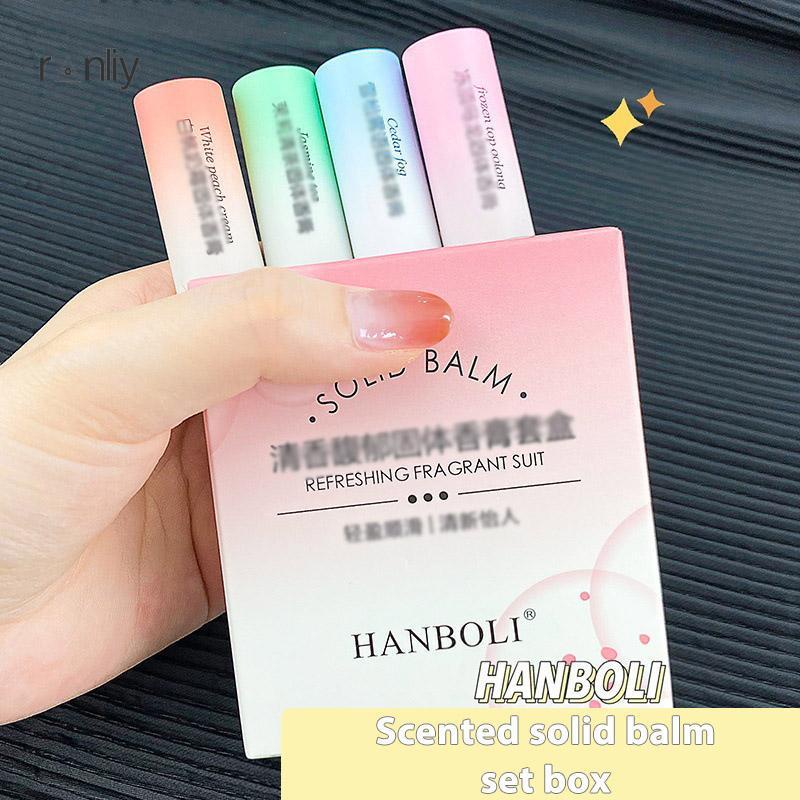 r nliy
White peach cream
Jasmine tea
Cedar fog
frozen top oolong
· SOLID BALM ·
清香馥郁固体香膏套盒
REFRESHING FRAGRANT SUIT
轻盈顺滑 | 清新怡人
HANBOLI®
HANBOLI
Scented solid balm
set box